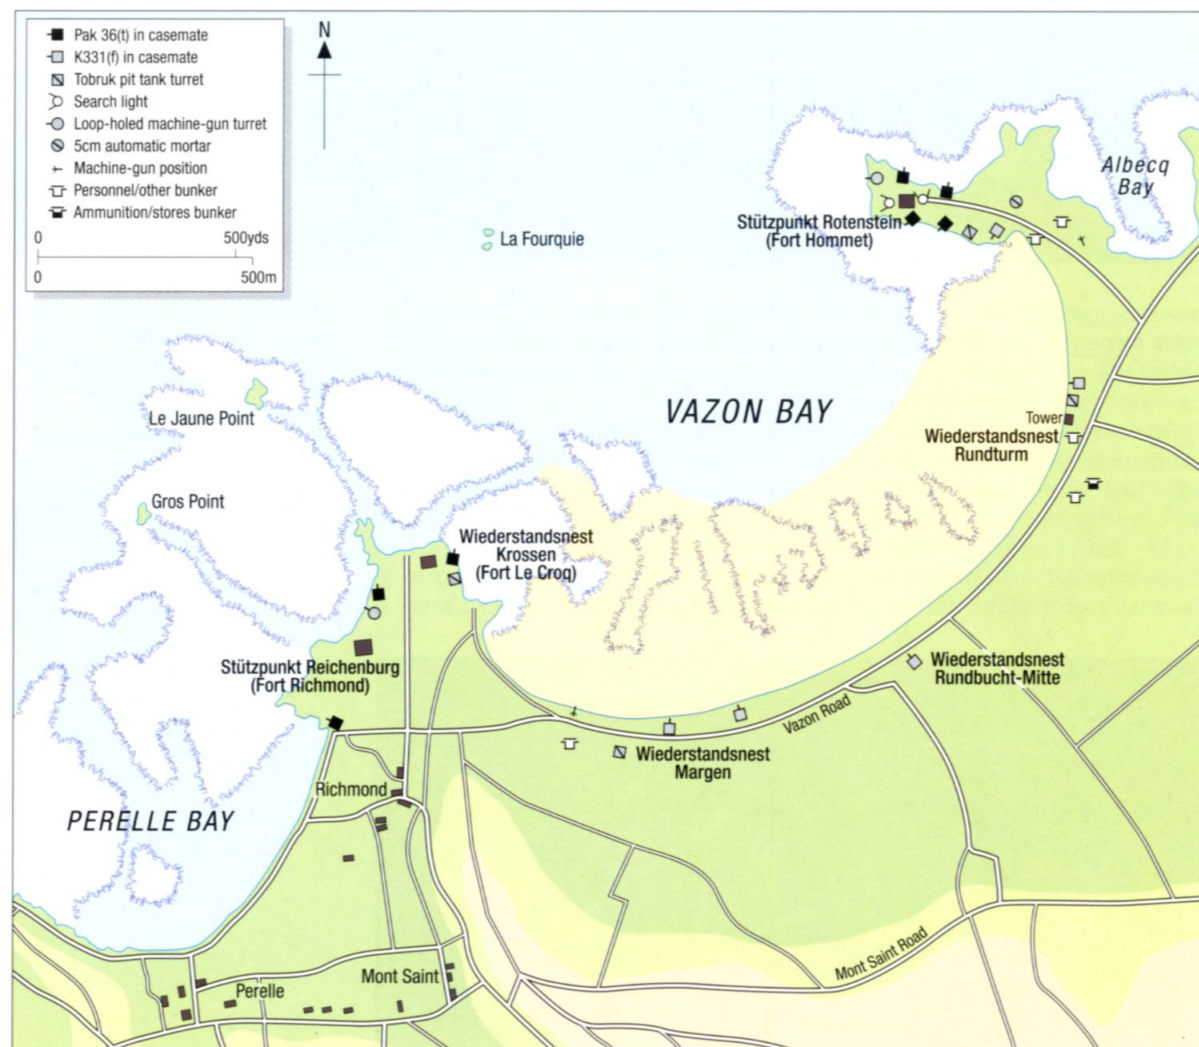 Pak 36(t) in casemate
K331(f) in casemate
Tobruk pit tank turret
Search light
Loop-holed machine-gun turret
5cm automatic mortar
Machine-gun position
Personnel/other bunker
Ammunition/stores bunker
0 500yds
0 500m
N
Albecq
Bay
Stützpunkt Rotenstein
(Fort Hommet)
La Fourquie
Le Jaune Point
VAZON BAY
Tower
Wiederstandsnest
Rundturm
Gros Point
Wiederstandsnest
Krossen
(Fort Le Croq)
Stützpunkt Reichenburg
(Fort Richmond)
Wiederstandsnest
Rundbucht-Mitte
Vazon Road
Wiederstandsnest
Margen
Richmond
PERELLE BAY
Mont Saint Road
Mont Saint
Perelle